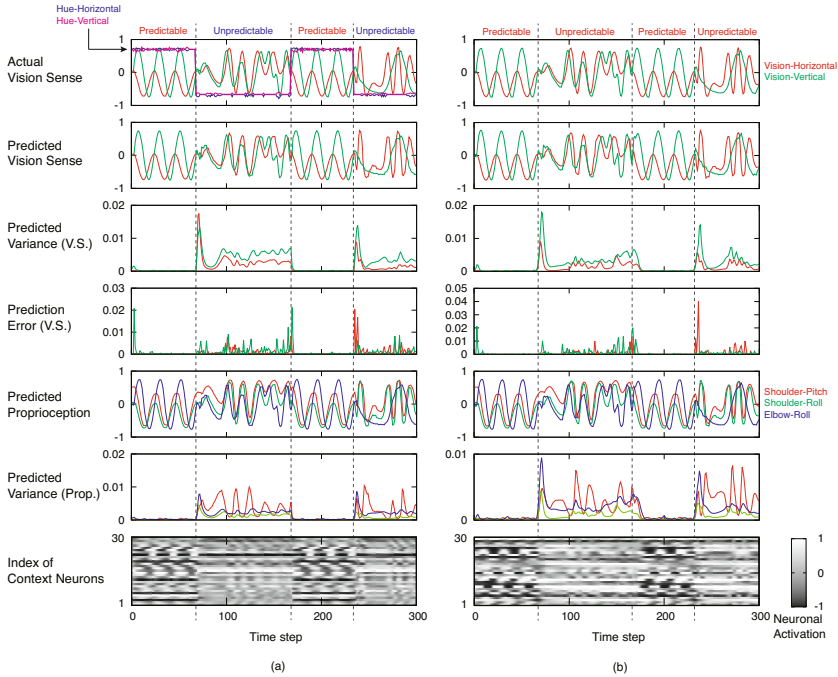 Hue-Horizontal
Hue-Vertical
Predictable Unpredictable Predictable Unpredictable
Predictable Unpredictable Predictable Unpredictable
Actual
Vision Sense
1
0
-1
1
0
-1
Vision-Horizontal
Vision-Vertical
Predicted
Vision Sense
1
0
-1
1
0
-1
Predicted
Variance (V.S.)
0.02
0.01
0
0.02
0.01
0
Prediction
Error (V.S.)
0.03
0.02
0.01
0
0.05
0.04
0.03
0.02
0.01
0
Predicted
Proprioception
1
0
-1
1
0
-1
Shoulder-Pitch
Shoulder-Roll
Elbow-Roll
Predicted
Variance (Prop.)
0.02
0.01
0
0.01
0
Index of
Context Neurons
30
1
30
1
1
0
-1
Neuronal
Activation
0 100 200 300
0 100 200 300
Time step
Time step
(a)
(b)